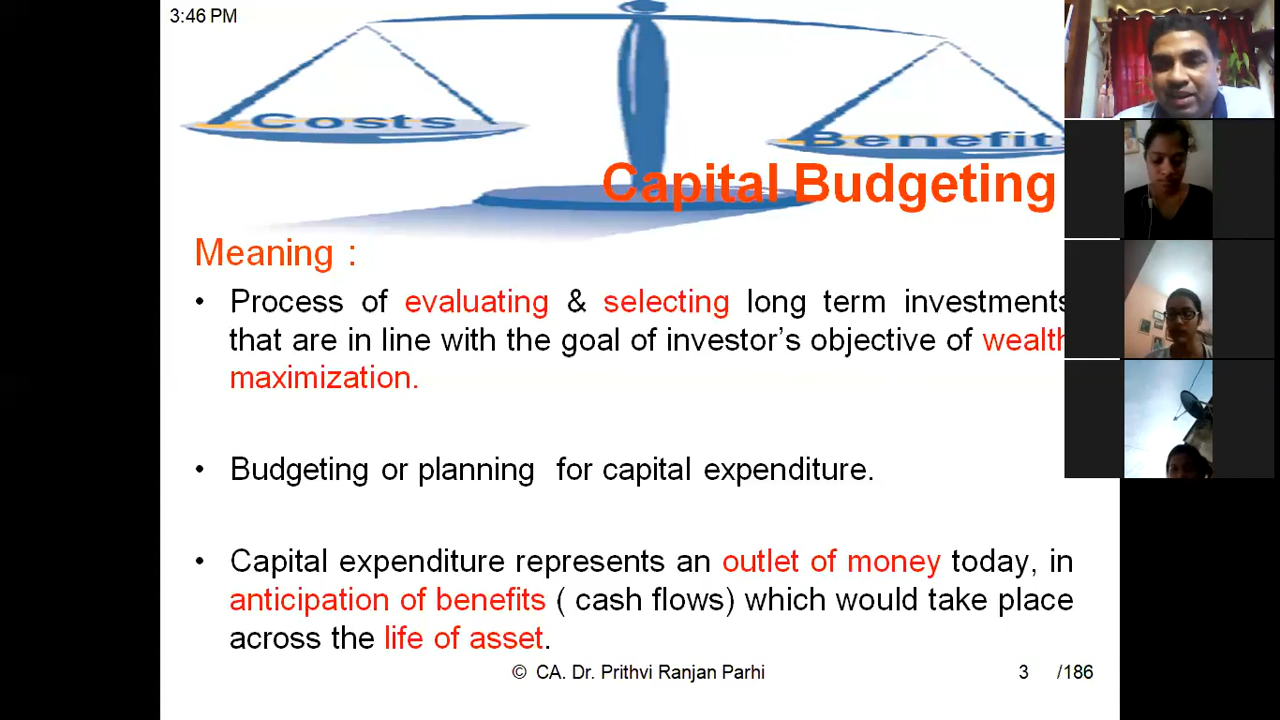 3:46 PM
Costs
Benefit
Capital Budgeting
Meaning :
• Process of evaluating & selecting long term investments
that are in line with the goal of investor's objective of wealth
maximization.
• Budgeting or planning for capital expenditure.
• Capital expenditure represents an outlet of money today, in
anticipation of benefits ( cash flows) which would take place
across the life of asset.
© CA. Dr. Prithvi Ranjan Parhi
3 /186